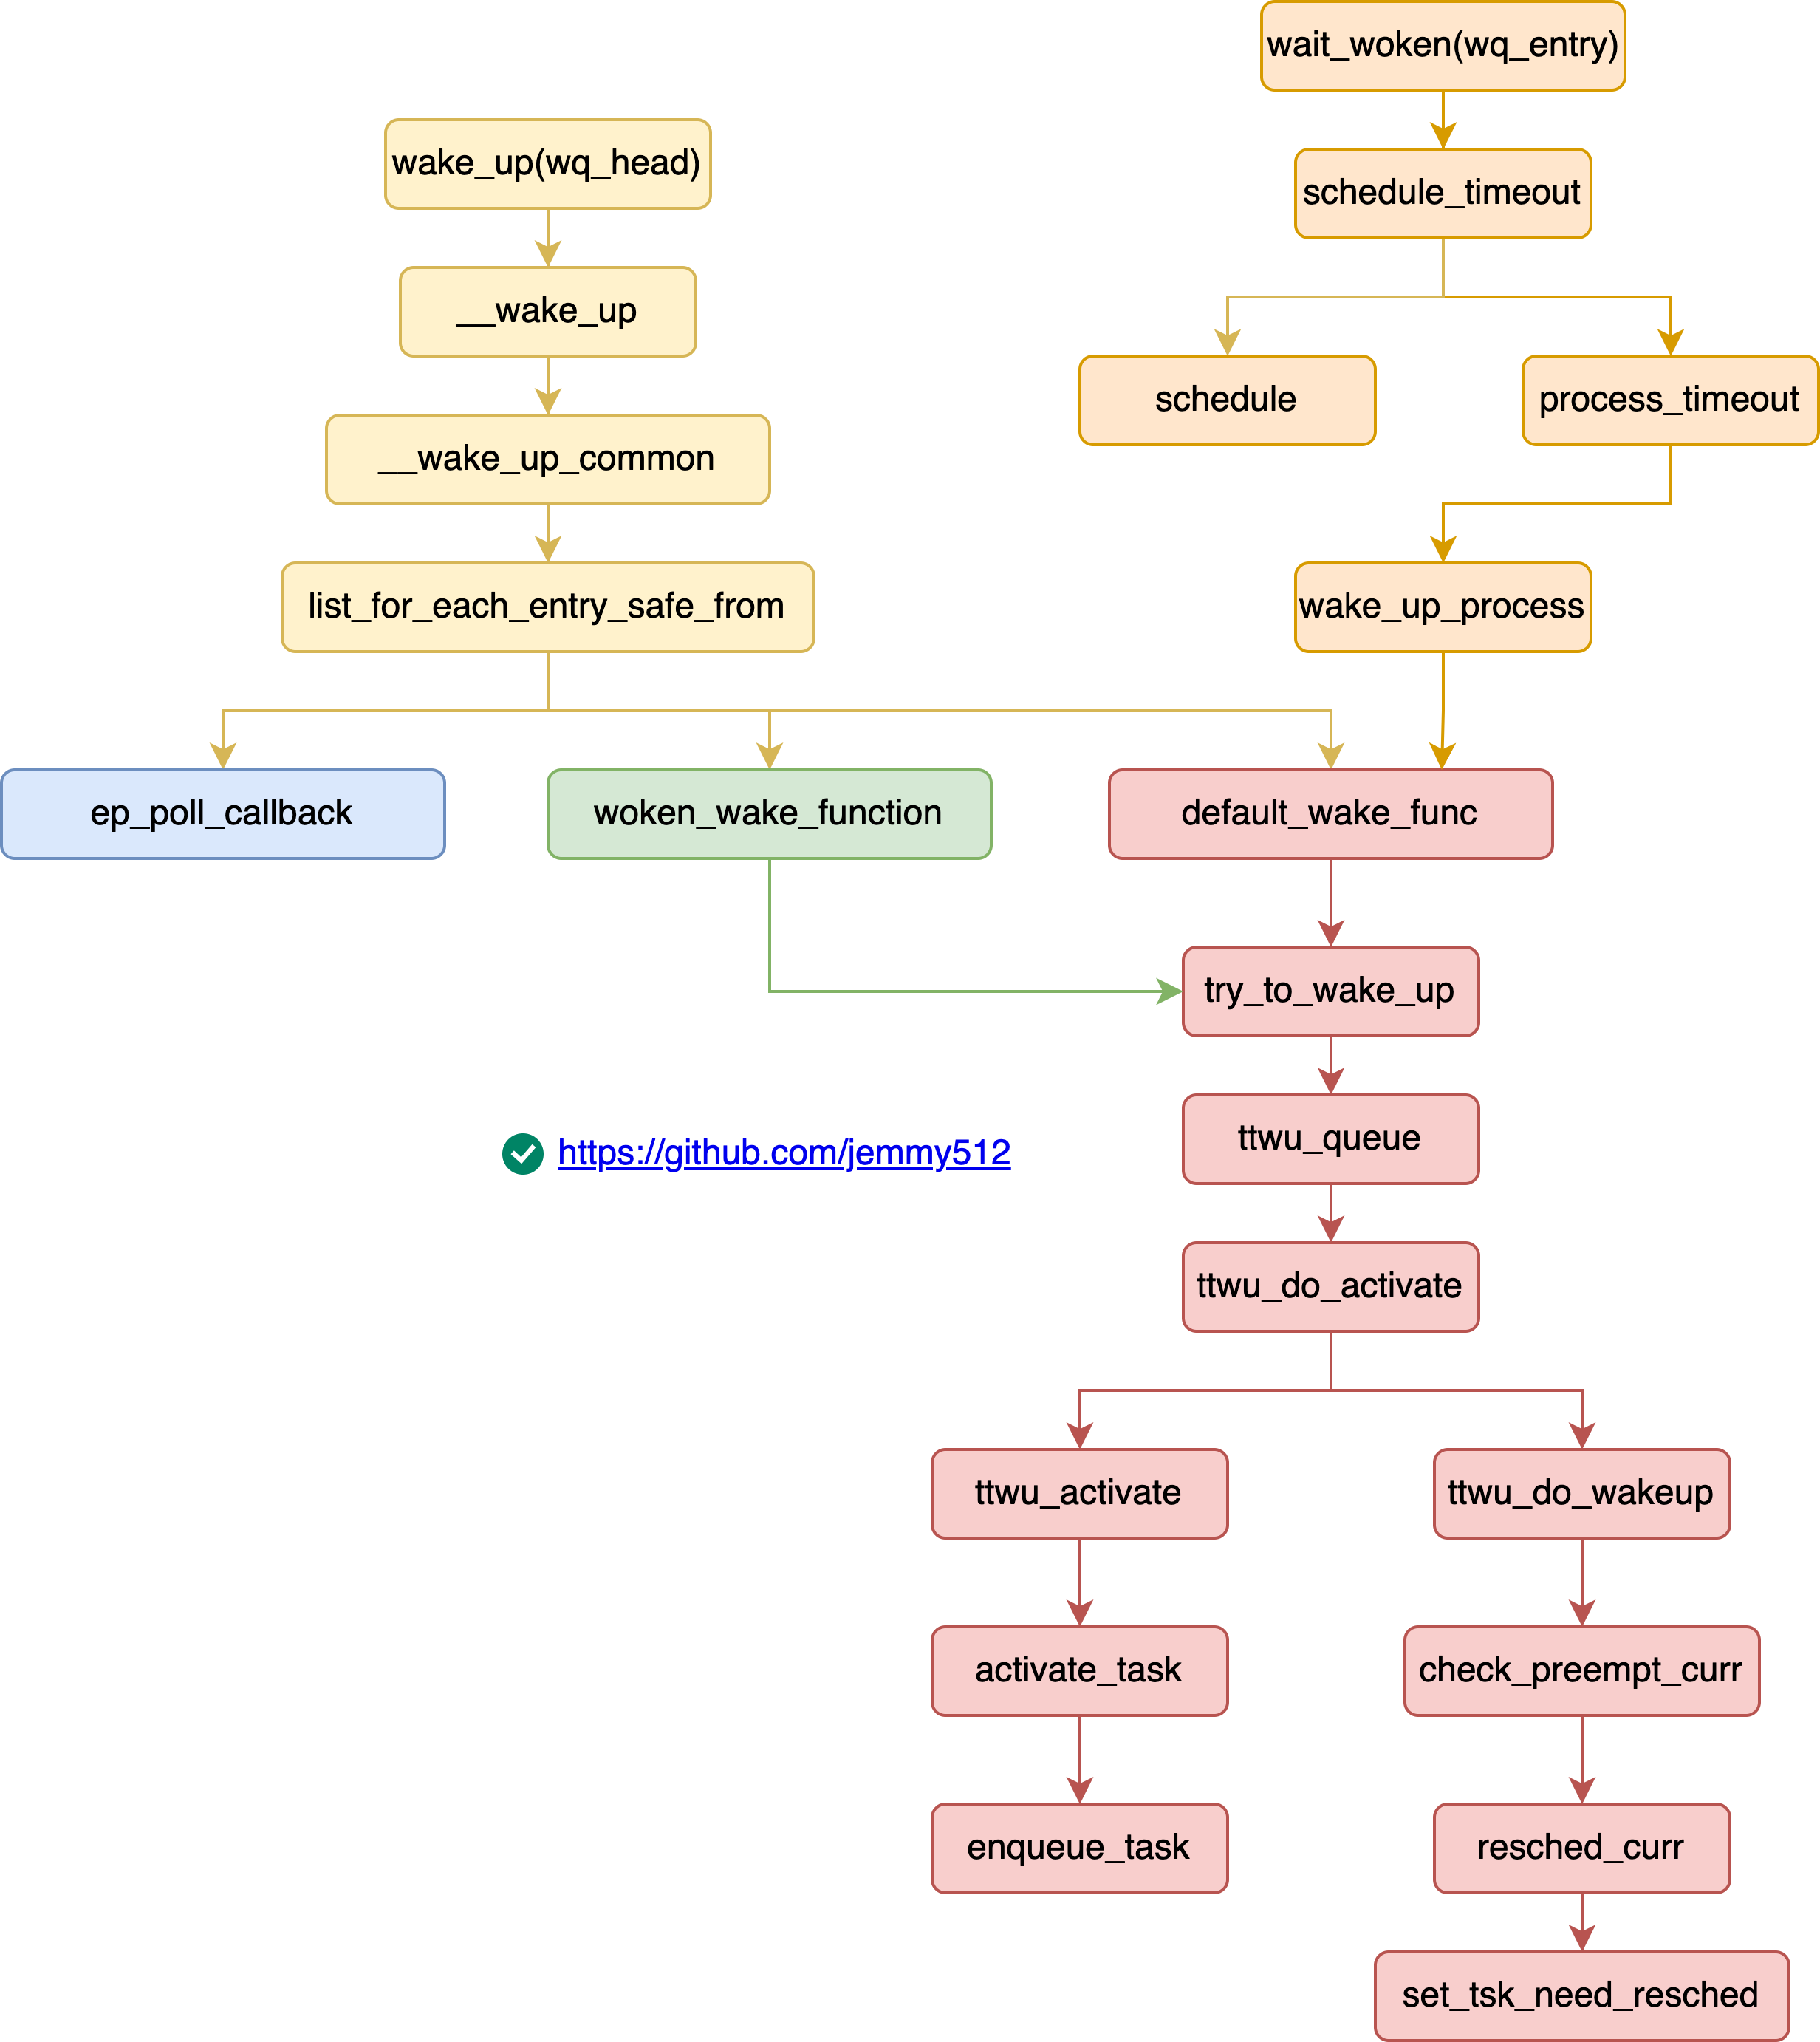 wait_woken(wq_entry)
wake_up(wq_head)
schedule_timeout
__wake_up
schedule
process_timeout
__wake_up_common
list_for_each_entry_safe_from
wake_up_process
ep_poll_callback
woken_wake_function
default_wake_func
try_to_wake_up
ttwu_queue
https://github.com/jemmy512
ttwu_do_activate
ttwu_activate
ttwu_do_wakeup
activate_task
check_preempt_curr
enqueue_task
resched_curr
set_tsk_need_resched